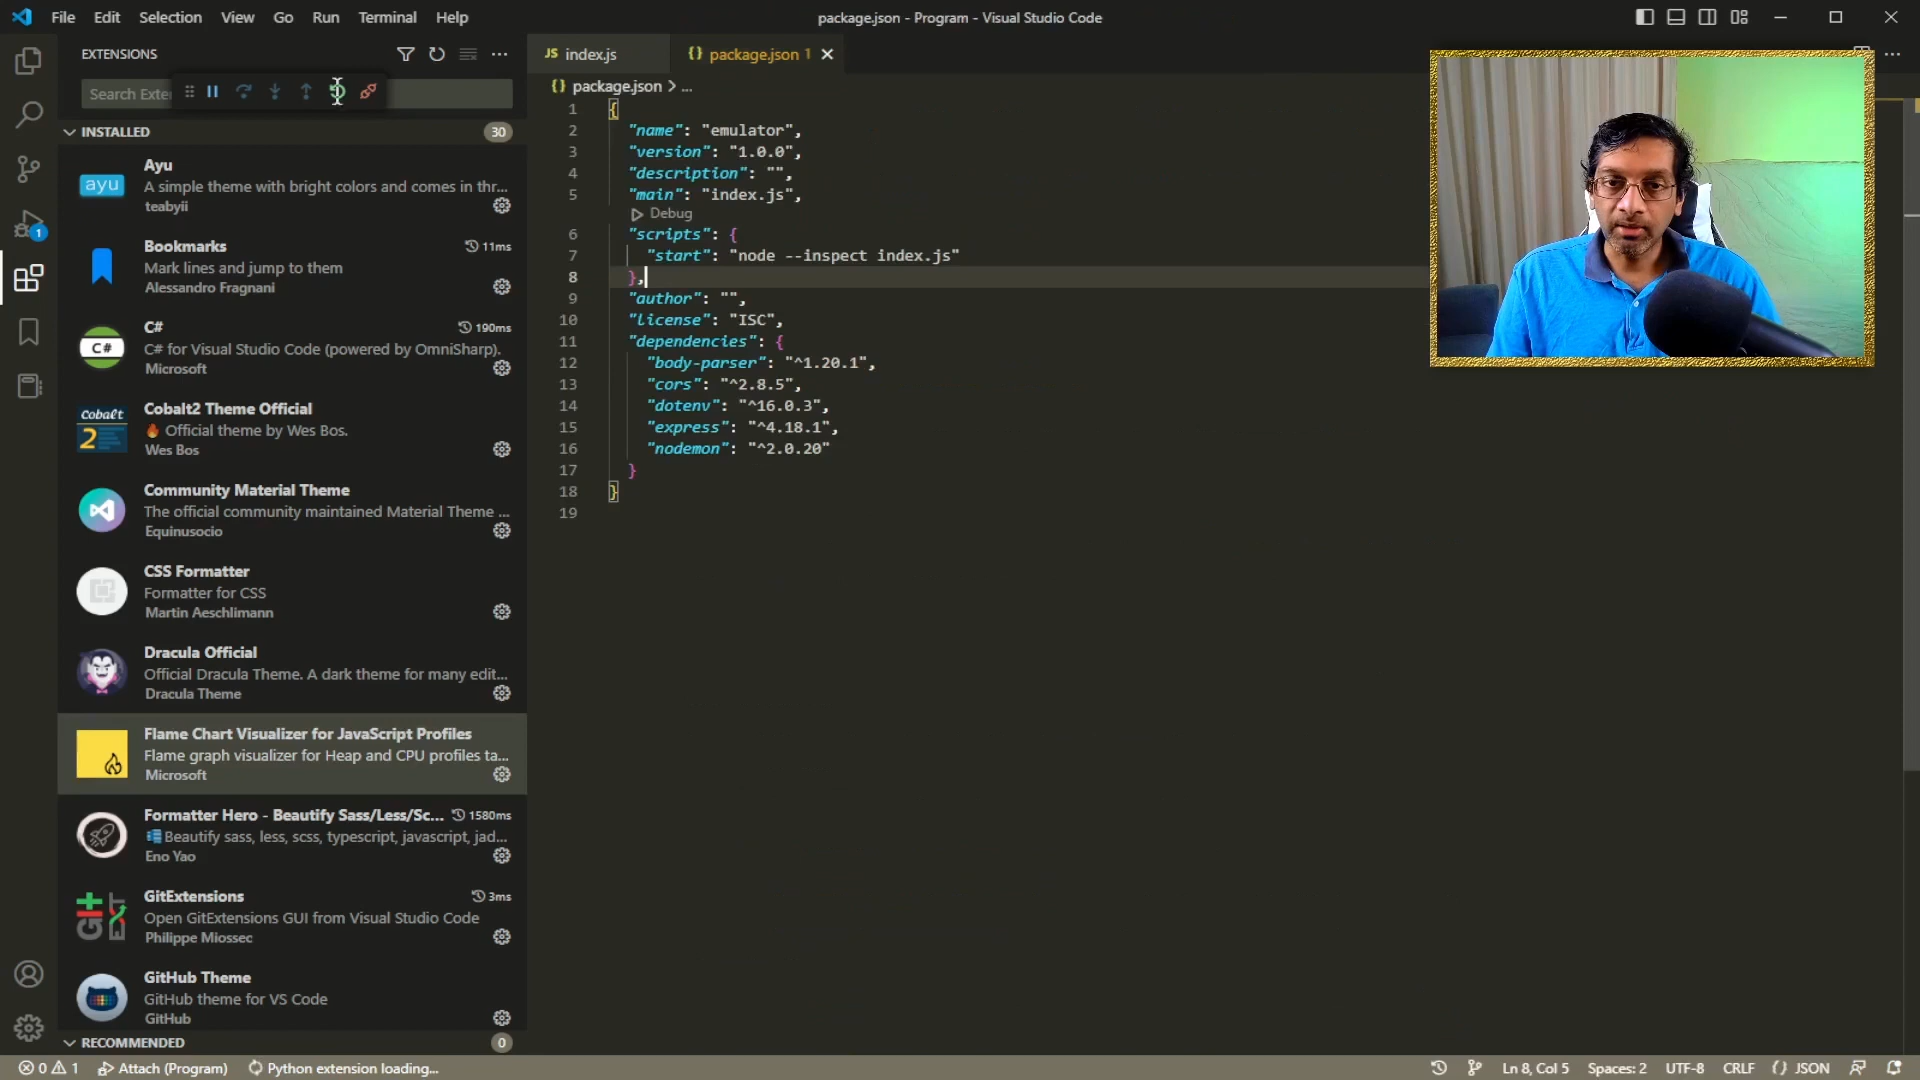 File Edit Selection View Go Run Terminal Help
package.json - Program - Visual Studio Code
EXTENSIONS
Search Exte
INSTALLED 30
ayu
Ayu
A simple theme with bright colors and comes in thr...
teabyii
Bookmarks 11ms
Mark lines and jump to them
Alessandro Fragnani
1
C#
C# 190ms
C# for Visual Studio Code (powered by OmniSharp).
Microsoft
Cobalt
2
Cobalt2 Theme Official
🔥 Official theme by Wes Bos.
Wes Bos
Community Material Theme
The official community maintained Material Theme ...
Equinusocio
CSS Formatter
Formatter for CSS
Martin Aeschlimann
Dracula Official
Official Dracula Theme. A dark theme for many edit...
Dracula Theme
Flame Chart Visualizer for JavaScript Profiles
Flame graph visualizer for Heap and CPU profiles ta...
Microsoft
Formatter Hero - Beautify Sass/Less/Sc... 1580ms
Beautify sass, less, scss, typescript, javascript, jad...
Eno Yao
GitExtensions 3ms
Open GitExtensions GUI from Visual Studio Code
Philippe Miossec
GitHub Theme
GitHub theme for VS Code
GitHub
RECOMMENDED 0
JS index.js
{} package.json 1
{} package.json > ...
1 {
2 "name": "emulator",
3 "version": "1.0.0",
4 "description": "",
5 "main": "index.js",
Debug
6 "scripts": {
7 "start": "node --inspect index.js"
8 },
9 "author": "",
10 "license": "ISC",
11 "dependencies": {
12 "body-parser": "^1.20.1",
13 "cors": "^2.8.5",
14 "dotenv": "^16.0.3",
15 "express": "^4.18.1",
16 "nodemon": "^2.0.20"
17 }
18 }
19
0 1 Attach (Program) Python extension loading...
Ln 8, Col 5 Spaces: 2 UTF-8 CRLF {} JSON